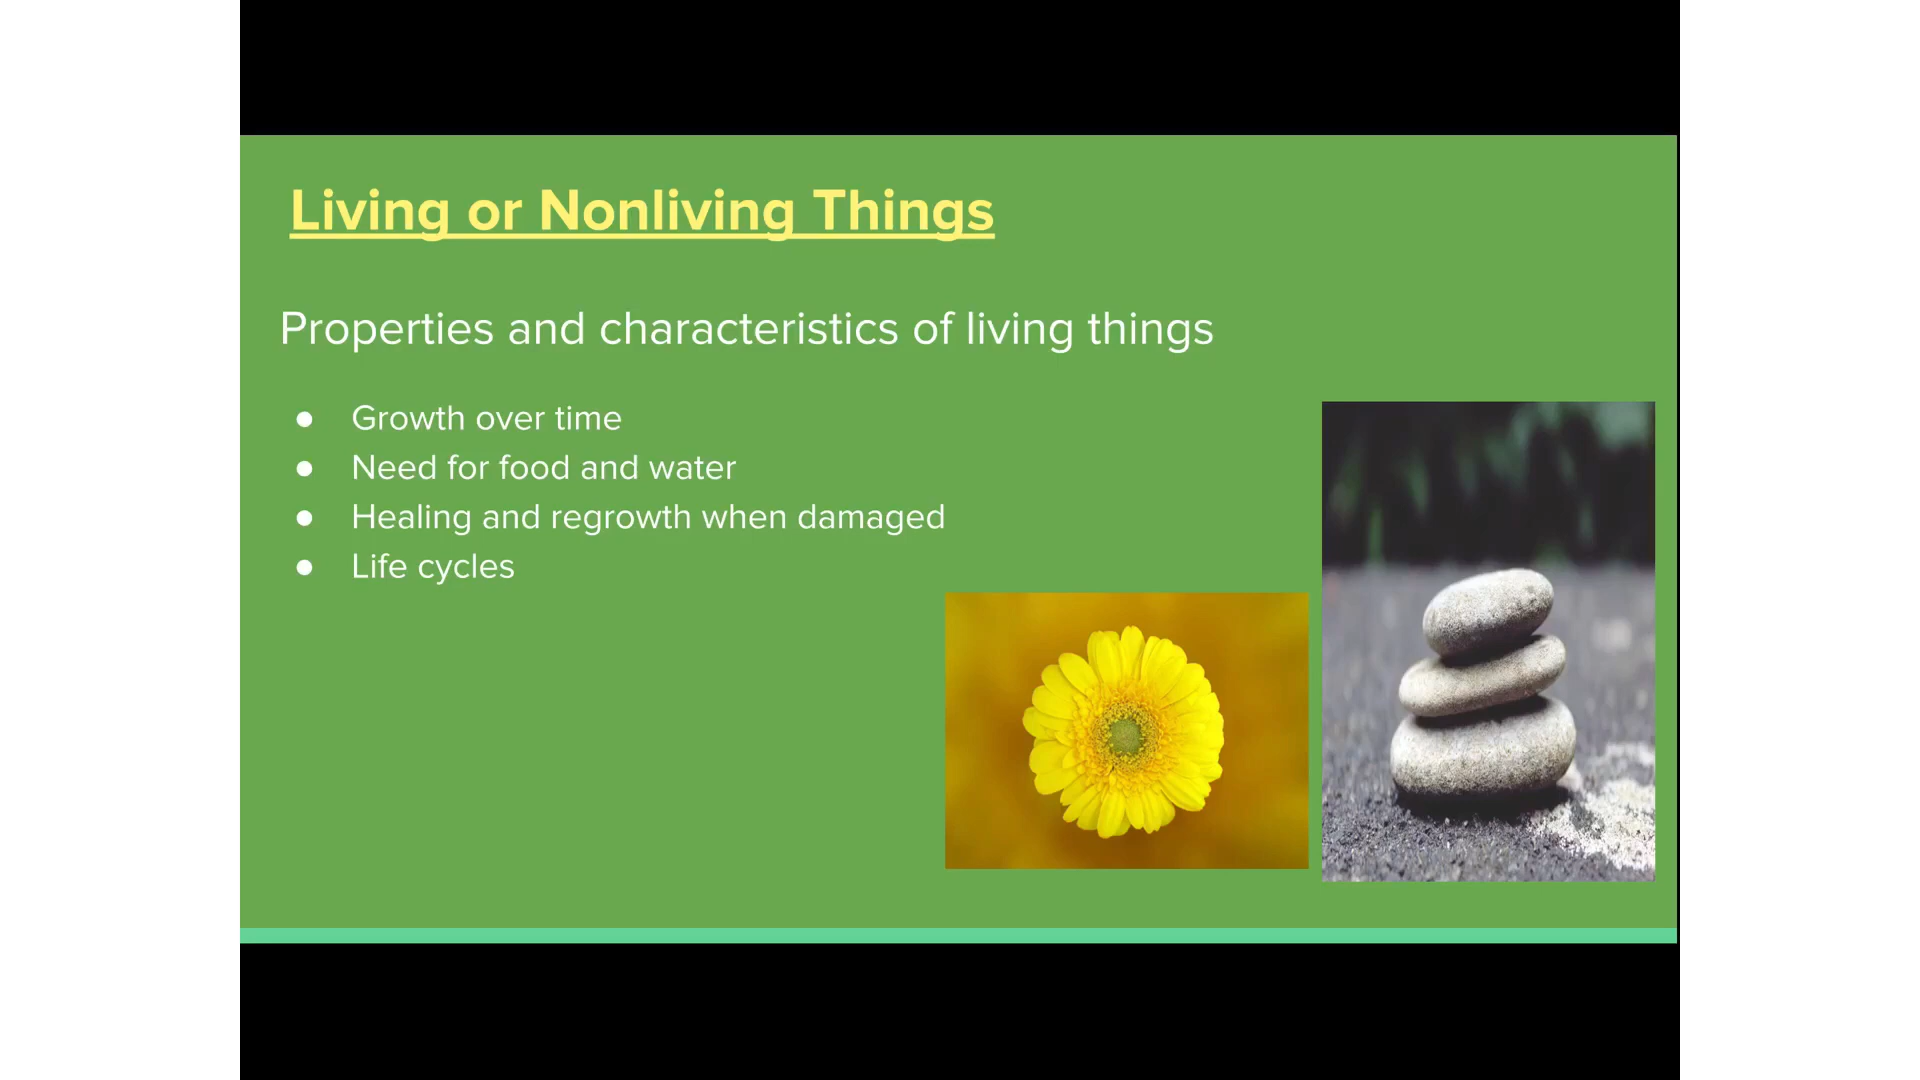 Living or Nonliving Things
Properties and characteristics of living things
● Growth over time
● Need for food and water
● Healing and regrowth when damaged
● Life cycles